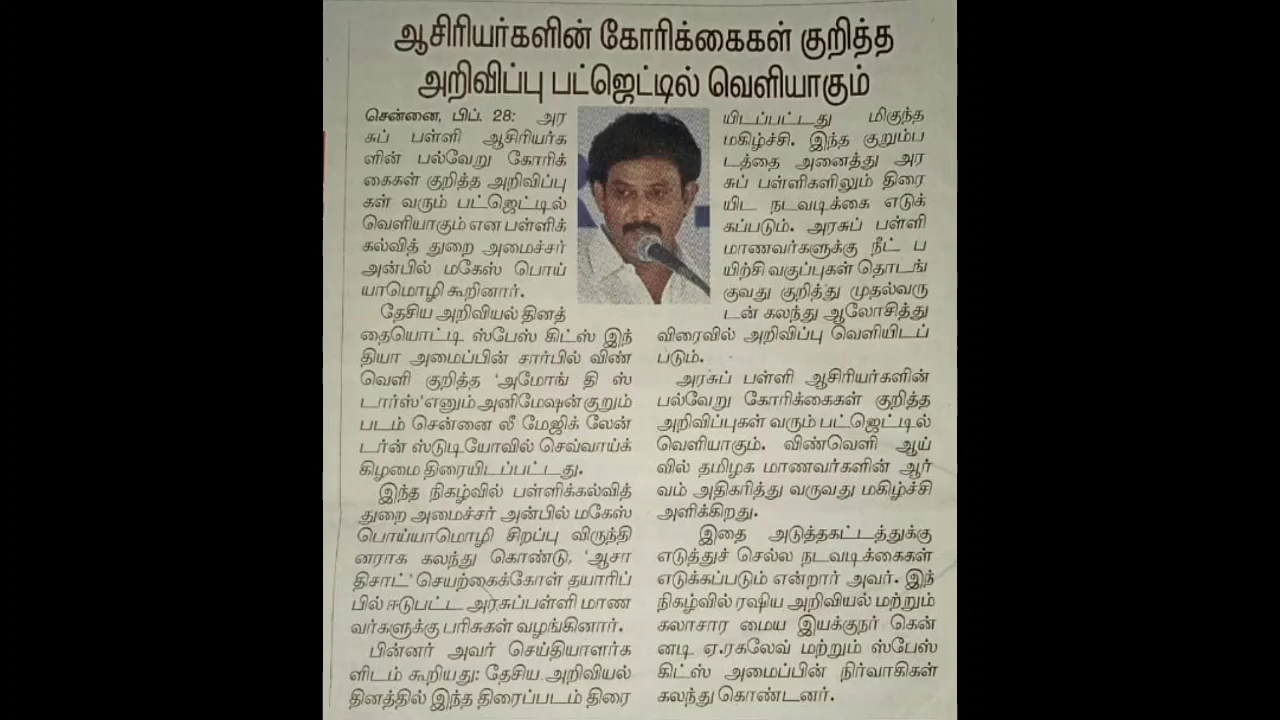 ஆசிரியர்களின் கோரிக்கைகள் குறித்த
அறிவிப்பு பட்ஜெட்டில் வெளியாகும்
சென்னை, பிப். 28: அர
சுப் பள்ளி ஆசிரியர்க
ளின் பல்வேறு கோரிக்
கைகள் குறித்த அறிவிப்பு
கள் வரும் பட்ஜெட்டில்
வெளியாகும் என பள்ளிக்
கல்வித் துறை அமைச்சர்
அன்பில் மகேஸ் பொய்
யாமொழி கூறினார்.
தேசிய அறிவியல் தினத்
தையொட்டி ஸ்பேஸ் கிட்ஸ் இந்
தியா அமைப்பின் சார்பில் விண்
வெளி குறித்த 'அமோங் தி ஸ்
டார்ஸ்' எனும் அனிமேஷன் குறும்
படம் சென்னை லீ மேஜிக் லேன்
டர்ன் ஸ்டுடியோவில் செவ்வாய்க்
கிழமை திரையிடப்பட்டது.
இந்த நிகழ்வில் பள்ளிக்கல்வித்
துறை அமைச்சர் அன்பில் மகேஸ்
பொய்யாமொழி சிறப்பு விருந்தி
னராக கலந்து கொண்டு, 'ஆசா
திசாட்' செயற்கைக்கோள் தயாரிப்
பில் ஈடுபட்ட அரசுப்பள்ளி மாண
வர்களுக்கு பரிசுகள் வழங்கினார்.
பின்னர் அவர் செய்தியாளர்க
ளிடம் கூறியது: தேசிய அறிவியல்
தினத்தில் இந்த திரைப்படம் திரை
யிடப்பட்டது மிகுந்த
மகிழ்ச்சி. இந்த குறும்ப
டத்தை அனைத்து அர
சுப் பள்ளிகளிலும் திரை
யிட நடவடிக்கை எடுக்
கப்படும். அரசுப் பள்ளி
மாணவர்களுக்கு நீட் ப
யிற்சி வகுப்புகள் தொடங்
குவது குறித்து முதல்வரு
டன் கலந்து ஆலோசித்து
விரைவில் அறிவிப்பு வெளியிடப்
படும்.
அரசுப் பள்ளி ஆசிரியர்களின்
பல்வேறு கோரிக்கைகள் குறித்த
அறிவிப்புகள் வரும் பட்ஜெட்டில்
வெளியாகும். விண்வெளி ஆய்
வில் தமிழக மாணவர்களின் ஆர்
வம் அதிகரித்து வருவது மகிழ்ச்சி
அளிக்கிறது.
இதை அடுத்தகட்டத்துக்கு
எடுத்துச் செல்ல நடவடிக்கைகள்
எடுக்கப்படும் என்றார் அவர். இந்
நிகழ்வில் ரஷிய அறிவியல் மற்றும்
கலாசார மைய இயக்குநர் கென்
னடி ஏ.ரகலேவ் மற்றும் ஸ்பேஸ்
கிட்ஸ் அமைப்பின் நிர்வாகிகள்
கலந்து கொண்டனர்.